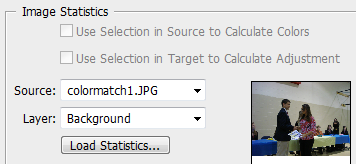 Image Statistics
Use Selection in Source to Calculate Colors
Use Selection in Target to Calculate Adjustment
Source: colormatch1.JPG
Layer: Background
Load Statistics...